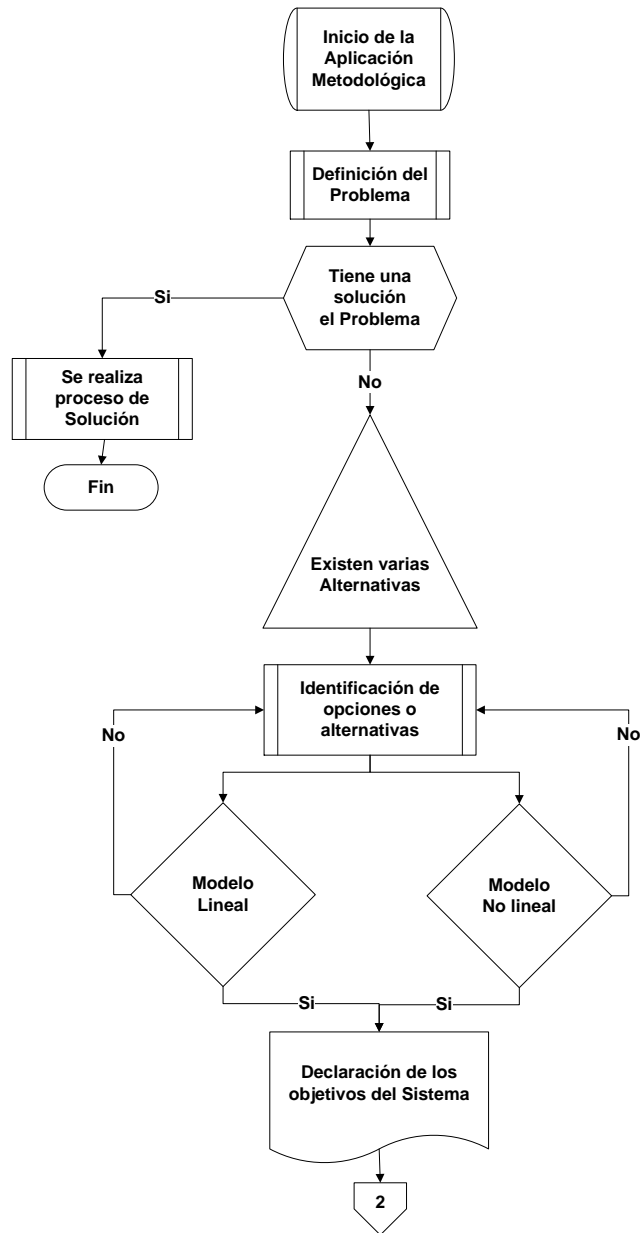 Inicio de la
Aplicación
Metodológica
Definición del
Problema
Tiene una
solución
el Problema
Si
No
Se realiza
proceso de
Solución
Fin
Existen varias
Alternativas
Identificación de
opciones o
alternativas
No
No
Modelo
Lineal
Modelo
No lineal
Si
Si
Declaración de los
objetivos del Sistema
2